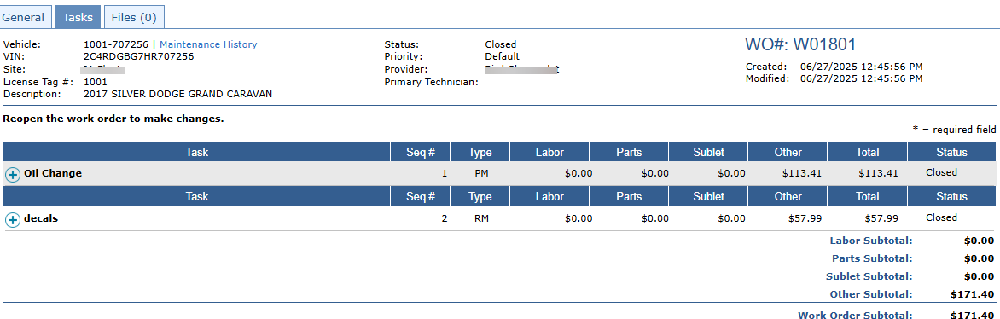 General Tasks Files (0)
Vehicle: 1001-707256 | Maintenance History Status: Closed WO#: W01801
VIN: 2C4RDGBG7HR707256 Priority: Default Created: 06/27/2025 12:45:56 PM
Site: Provider: Modified: 06/27/2025 12:45:56 PM
License Tag #: 1001 Primary Technician:
Description: 2017 SILVER DODGE GRAND CARAVAN
Reopen the work order to make changes.
* = required field
Task Seq # Type Labor Parts Sublet Other Total Status
Oil Change 1 PM $0.00 $0.00 $0.00 $113.41 $113.41 Closed
Task Seq # Type Labor Parts Sublet Other Total Status
decals 2 RM $0.00 $0.00 $0.00 $57.99 $57.99 Closed
Labor Subtotal: $0.00
Parts Subtotal: $0.00
Sublet Subtotal: $0.00
Other Subtotal: $171.40
Work Order Subtotal: $171.40